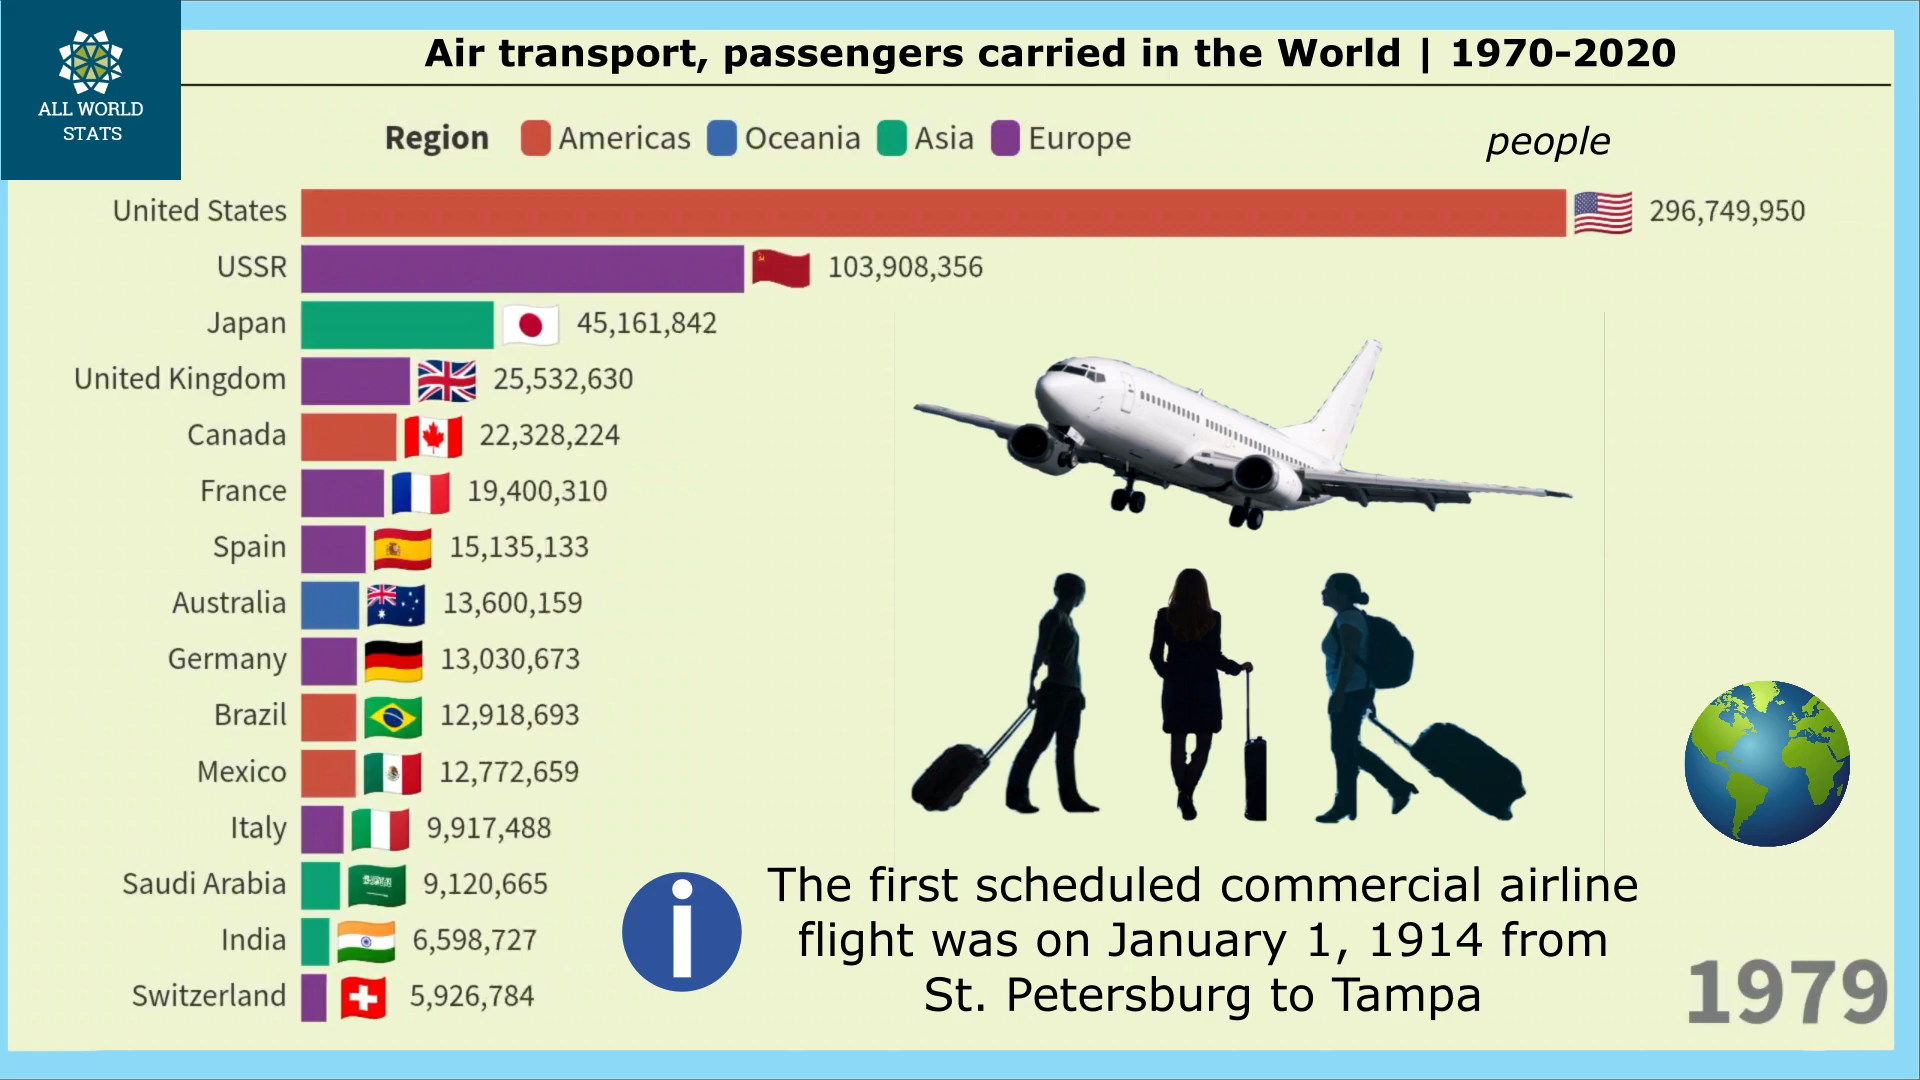 ALL WORLD
STATS
Air transport, passengers carried in the World | 1970-2020
Region Americas Oceania Asia Europe
people
United States 296,749,950
USSR 103,908,356
Japan 45,161,842
United Kingdom 25,532,630
Canada 22,328,224
France 19,400,310
Spain 15,135,133
Australia 13,600,159
Germany 13,030,673
Brazil 12,918,693
Mexico 12,772,659
Italy 9,917,488
Saudi Arabia 9,120,665
India 6,598,727
Switzerland 5,926,784
The first scheduled commercial airline
flight was on January 1, 1914 from
St. Petersburg to Tampa
1979